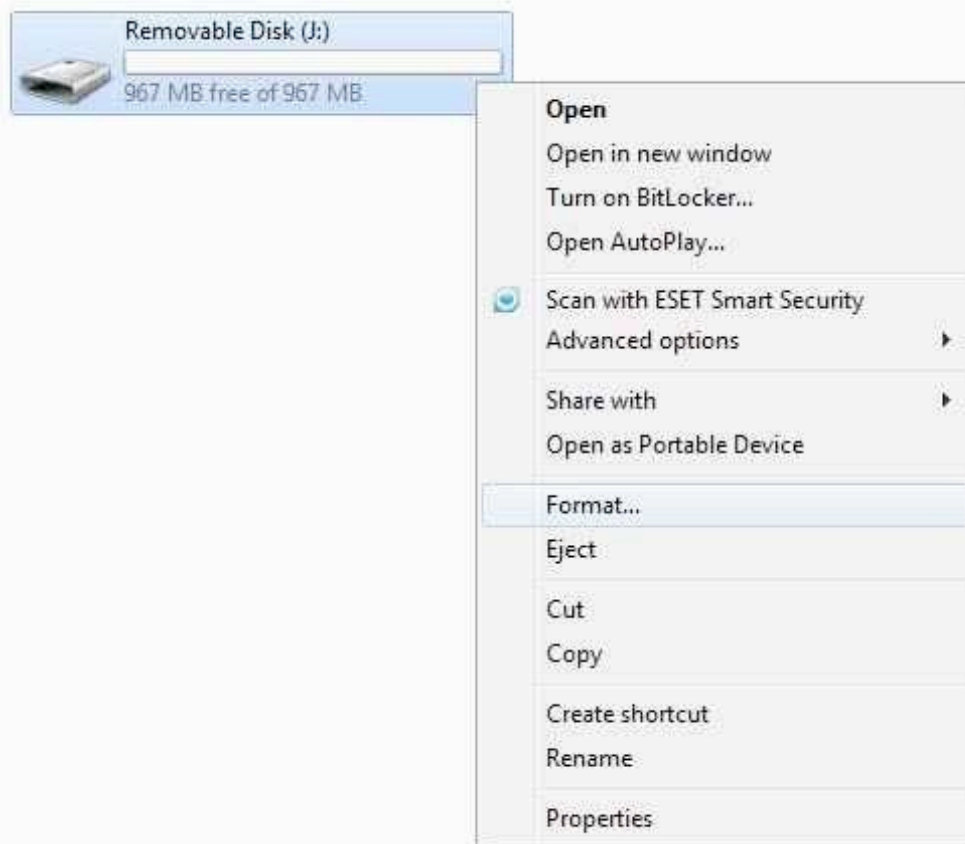 Removable Disk (J:)
967 MB free of 967 MB
Open
Open in new window
Turn on BitLocker...
Open AutoPlay...
Scan with ESET Smart Security
Advanced options
Share with
Open as Portable Device
Format...
Eject
Cut
Copy
Create shortcut
Rename
Properties